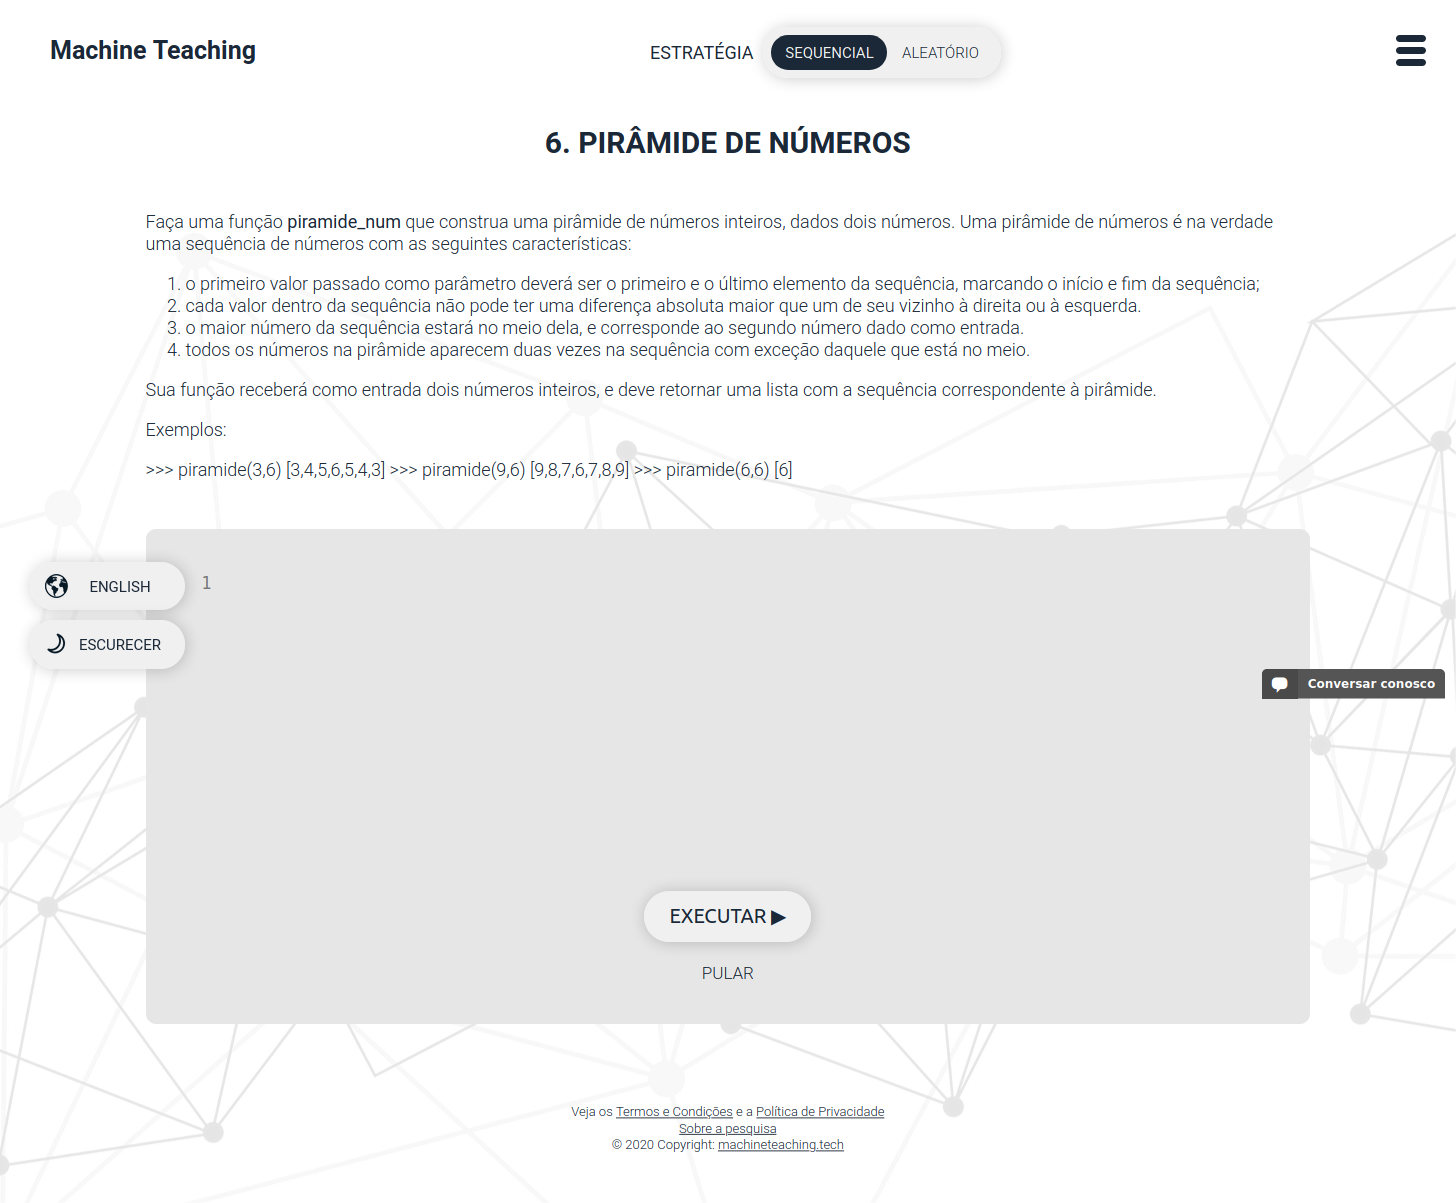 Machine Teaching
ESTRATÉGIA SEQUENCIAL ALEATÓRIO
6. PIRÂMIDE DE NÚMEROS
Faça uma função piramide_num que construa uma pirâmide de números inteiros, dados dois números. Uma pirâmide de números é na verdade
uma sequência de números com as seguintes características:
1. o primeiro valor passado como parâmetro deverá ser o primeiro e o último elemento da sequência, marcando o início e fim da sequência;
2. cada valor dentro da sequência não pode ter uma diferença absoluta maior que um de seu vizinho à direita ou à esquerda.
3. o maior número da sequência estará no meio dela, e corresponde ao segundo número dado como entrada.
4. todos os números na pirâmide aparecem duas vezes na sequência com exceção daquele que está no meio.
Sua função receberá como entrada dois números inteiros, e deve retornar uma lista com a sequência correspondente à pirâmide.
Exemplos:
>>> piramide(3,6) [3,4,5,6,5,4,3] >>> piramide(9,6) [9,8,7,6,7,8,9] >>> piramide(6,6) [6]
1
ENGLISH
ESCURECER
Conversar conosco
EXECUTAR ▶
PULAR
Veja os Termos e Condições e a Política de Privacidade
Sobre a pesquisa
© 2020 Copyright: machineteaching.tech